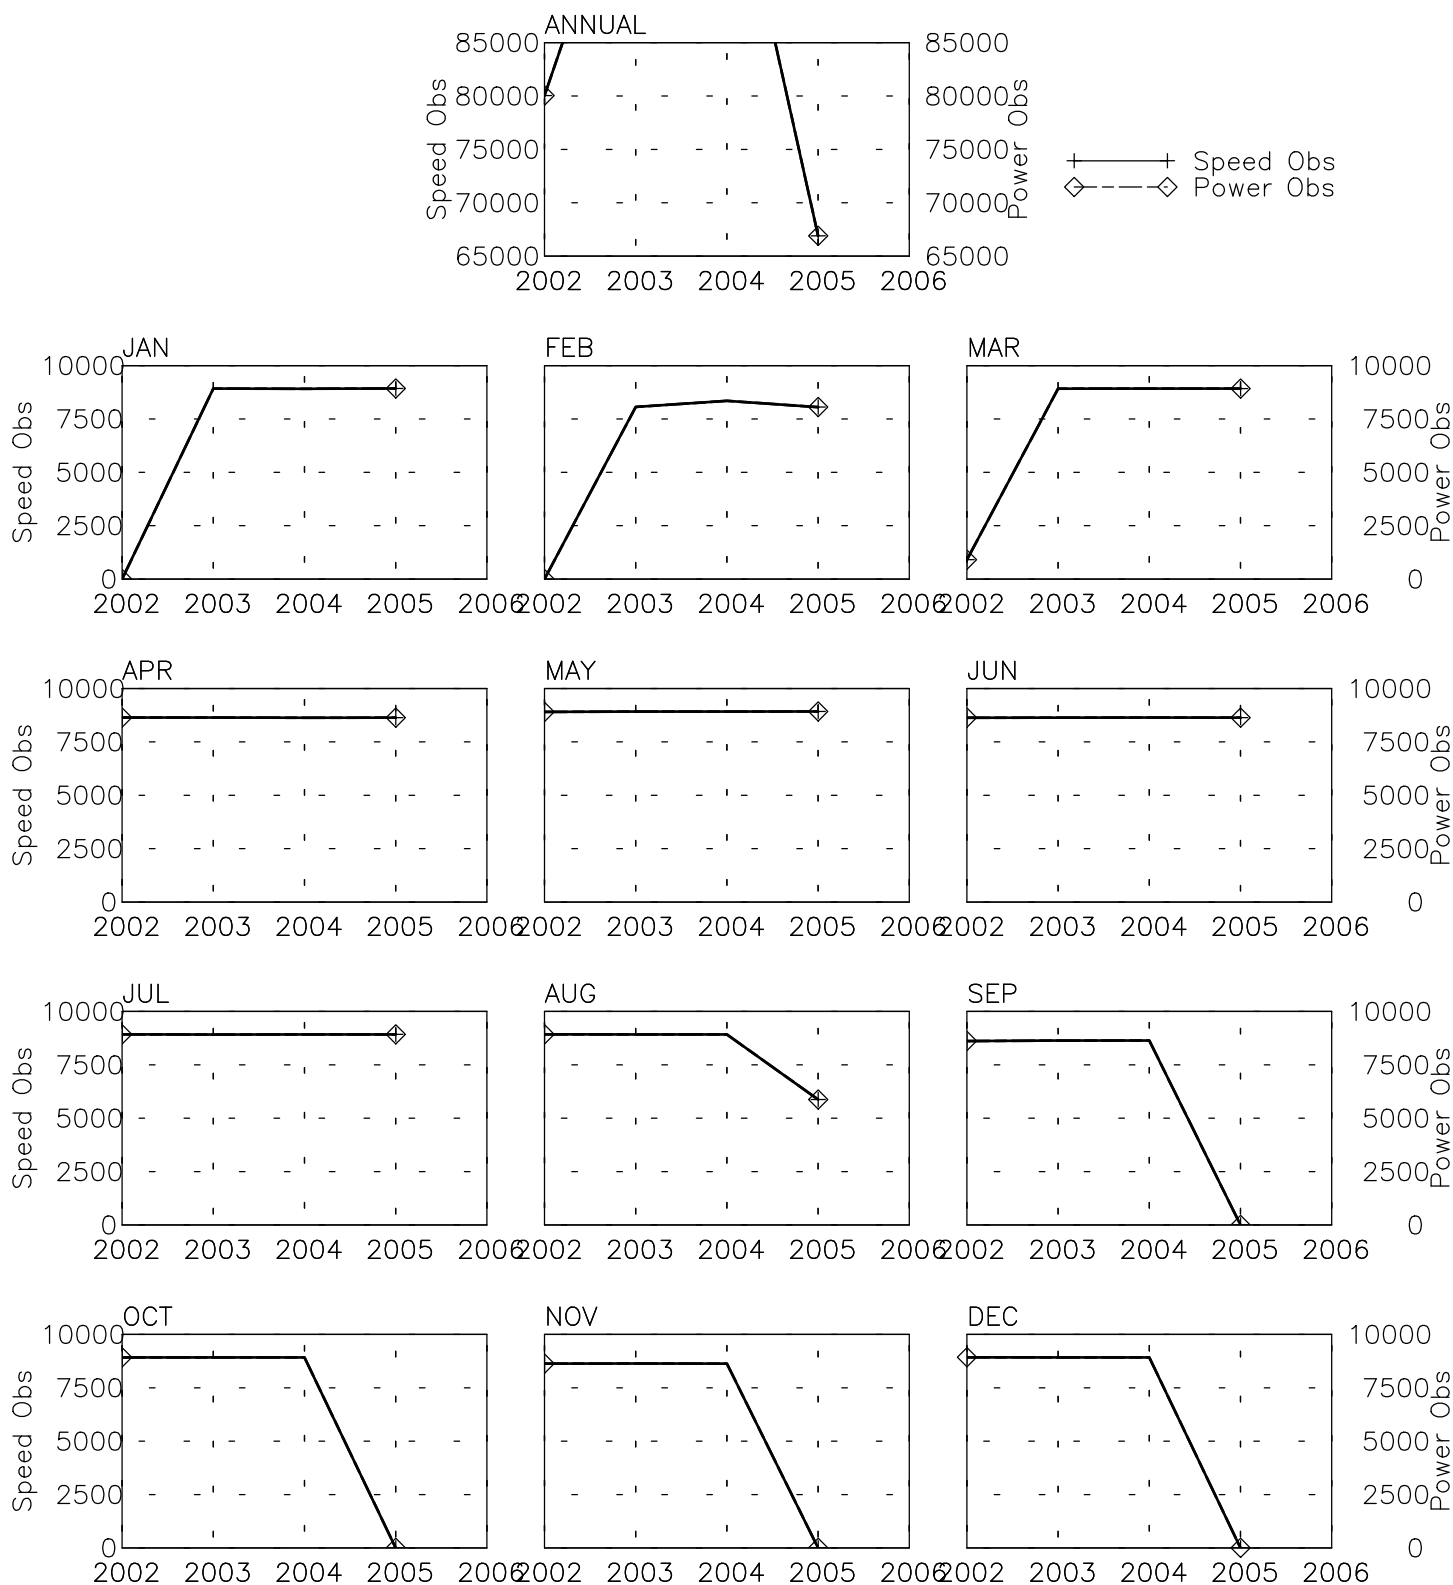 ANNUAL
85000 85000
80000 80000
75000 75000
70000 70000
65000 65000
Speed Obs
Power Obs
2002 2003 2004 2005 2006
Speed Obs
Power Obs
JAN FEB MAR
10000 10000
7500 7500
5000 5000
2500 2500
0 0
Speed Obs
Power Obs
2002 2003 2004 2005 2006 2002 2003 2004 2005 2006 2002 2003 2004 2005 2006
APR MAY JUN
10000 10000
7500 7500
5000 5000
2500 2500
0 0
Speed Obs
Power Obs
2002 2003 2004 2005 2006 2002 2003 2004 2005 2006 2002 2003 2004 2005 2006
JUL AUG SEP
10000 10000
7500 7500
5000 5000
2500 2500
0 0
Speed Obs
Power Obs
2002 2003 2004 2005 2006 2002 2003 2004 2005 2006 2002 2003 2004 2005 2006
OCT NOV DEC
10000 10000
7500 7500
5000 5000
2500 2500
0 0
Speed Obs
Power Obs
2002 2003 2004 2005 2006 2002 2003 2004 2005 2006 2002 2003 2004 2005 2006